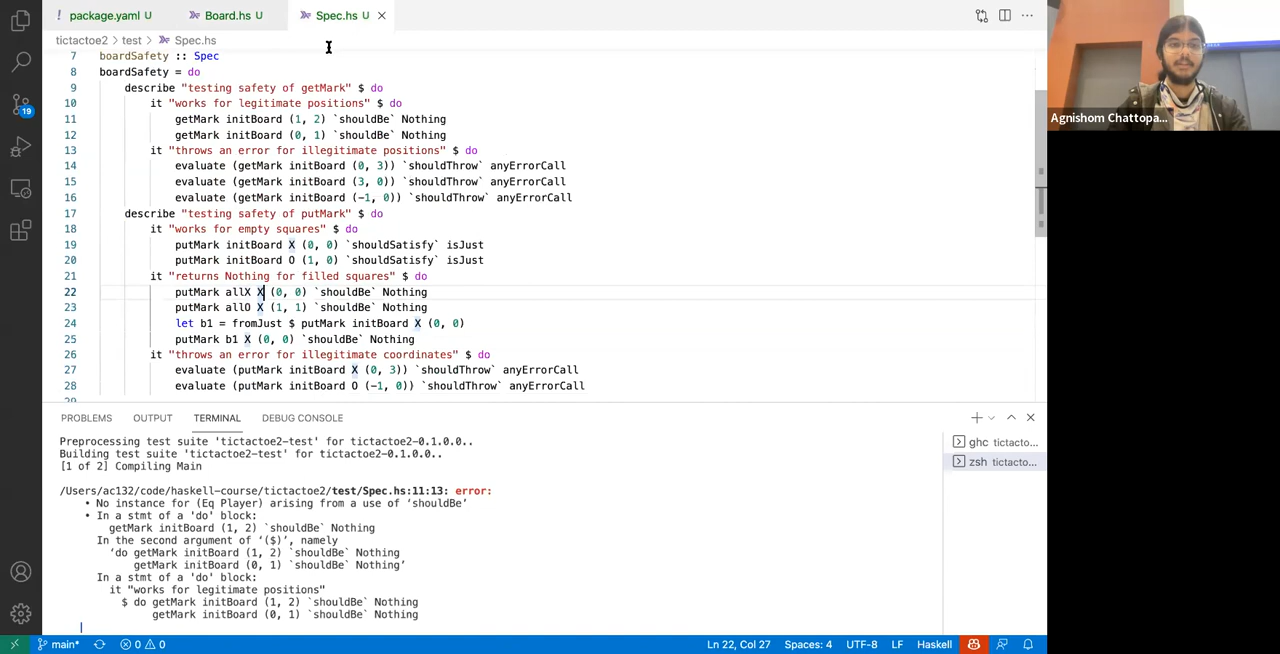 package.yaml U
Board.hs U
Spec.hs U
tictactoe2 > test > Spec.hs
7 boardSafety :: Spec
8 boardSafety = do
9 describe "testing safety of getMark" $ do
10 it "works for legitimate positions" $ do
11 getMark initBoard (1, 2) `shouldBe` Nothing
12 getMark initBoard (0, 1) `shouldBe` Nothing
13 it "throws an error for illegitimate positions" $ do
14 evaluate (getMark initBoard (0, 3)) `shouldThrow` anyErrorCall
15 evaluate (getMark initBoard (3, 0)) `shouldThrow` anyErrorCall
16 evaluate (getMark initBoard (-1, 0)) `shouldThrow` anyErrorCall
17 describe "testing safety of putMark" $ do
18 it "works for empty squares" $ do
19 putMark initBoard X (0, 0) `shouldSatisfy` isJust
20 putMark initBoard O (1, 0) `shouldSatisfy` isJust
21 it "returns Nothing for filled squares" $ do
22 putMark allX X (0, 0) `shouldBe` Nothing
23 putMark allO X (1, 1) `shouldBe` Nothing
24 let b1 = fromJust $ putMark initBoard X (0, 0)
25 putMark b1 X (0, 0) `shouldBe` Nothing
26 it "throws an error for illegitimate coordinates" $ do
27 evaluate (putMark initBoard X (0, 3)) `shouldThrow` anyErrorCall
28 evaluate (putMark initBoard O (-1, 0)) `shouldThrow` anyErrorCall
19
Agnishom Chattopa...
PROBLEMS OUTPUT TERMINAL DEBUG CONSOLE
Preprocessing test suite 'tictactoe2-test' for tictactoe2-0.1.0.0..
Building test suite 'tictactoe2-test' for tictactoe2-0.1.0.0..
[1 of 2] Compiling Main
/Users/ac132/code/haskell-course/tictactoe2/test/Spec.hs:11:13: error:
• No instance for (Eq Player) arising from a use of ‘shouldBe’
• In a stmt of a 'do' block:
getMark initBoard (1, 2) `shouldBe` Nothing
In the second argument of ‘($)’, namely
‘do getMark initBoard (1, 2) `shouldBe` Nothing
getMark initBoard (0, 1) `shouldBe` Nothing’
In a stmt of a 'do' block:
it "works for legitimate positions"
$ do getMark initBoard (1, 2) `shouldBe` Nothing
getMark initBoard (0, 1) `shouldBe` Nothing
ghc tictacto...
zsh tictacto...
main* 0 0 Ln 22, Col 27 Spaces: 4 UTF-8 LF Haskell